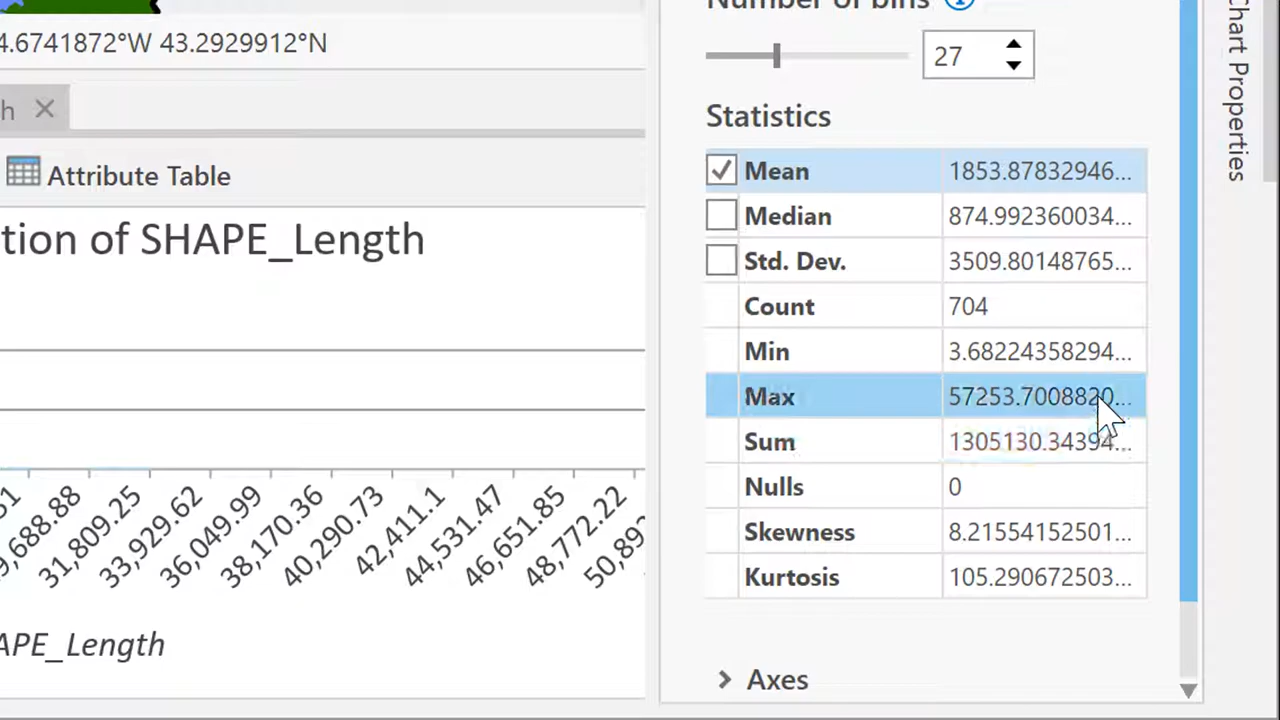 Number of bins
4.6741872°W 43.2929912°N
27
h
Statistics
Attribute Table
Mean 1853.87832946...
Median 874.992360034...
Std. Dev. 3509.80148765...
Count 704
Min 3.68224358294...
Max 57253.7008820...
Sum 1305130.34394...
Nulls 0
Skewness 8.21554152501...
Kurtosis 105.290672503...
tion of SHAPE_Length
51
9,688.88
31,809.25
33,929.62
36,049.99
38,170.36
40,290.73
42,411.1
44,531.47
46,651.85
48,772.22
50,892
APE_Length
Axes
Chart Properties